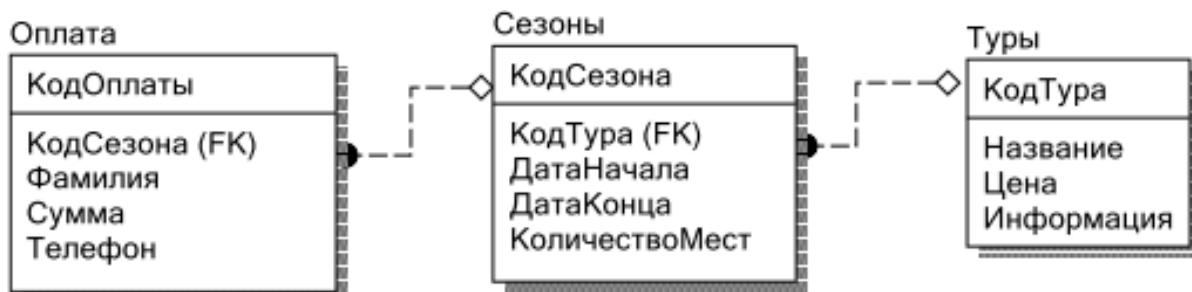 Оплата
КодОплаты
КодСезона (FK)
Фамилия
Сумма
Телефон
Сезоны
КодСезона
КодТура (FK)
ДатаНачала
ДатаКонца
КоличествоМест
Туры
КодТура
Название
Цена
Информация